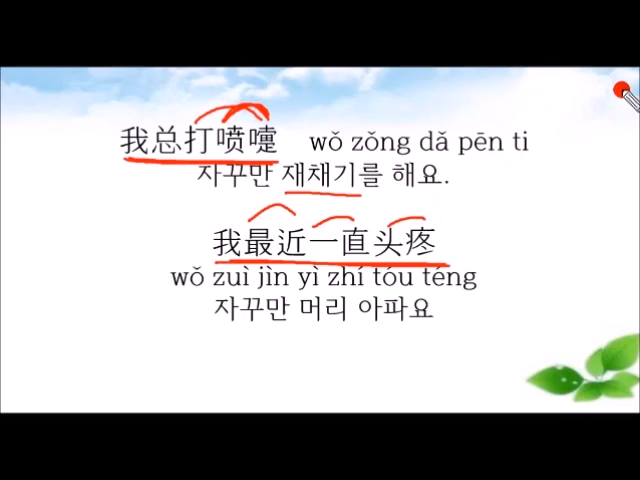 我总打喷嚏 wǒ zǒng dǎ pēn ti
자꾸만 재채기를 해요.
我最近一直头疼
wǒ zuì jìn yì zhí tóu téng
자꾸만 머리 아파요